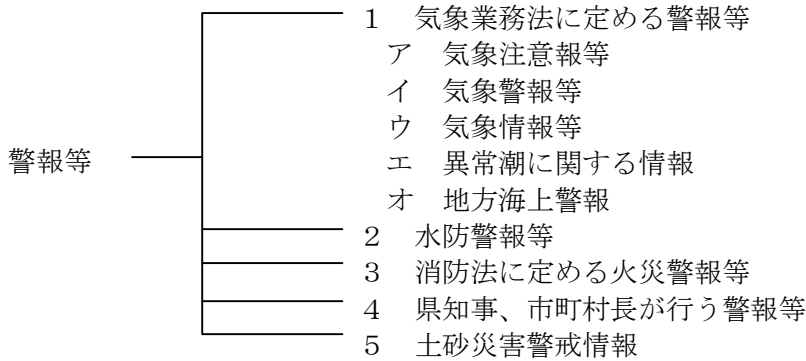 1 気象業務法に定める警報等
ア 気象注意報等
イ 気象警報等
ウ 気象情報等
警報等
エ 異常潮に関する情報
オ 地方海上警報
2 水防警報等
3 消防法に定める火災警報等
4 県知事、市町村長が行う警報等
5 土砂災害警戒情報